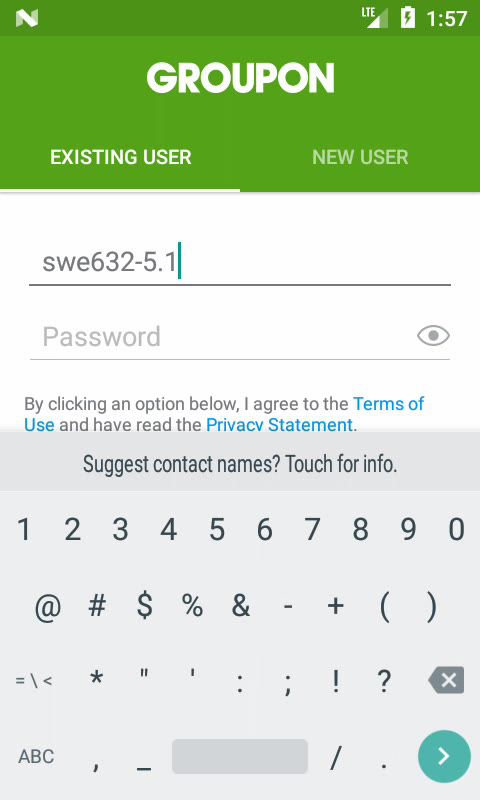 LTE 1:57
GROUPON
EXISTING USER NEW USER
swe632-5.1
Password
By clicking an option below, I agree to the Terms of
Use and have read the Privacy Statement.
Suggest contact names? Touch for info.
1 2 3 4 5 6 7 8 9 0
@ # $ % & - + ( )
= \ < * " ' : ; ! ?
ABC , _ / .